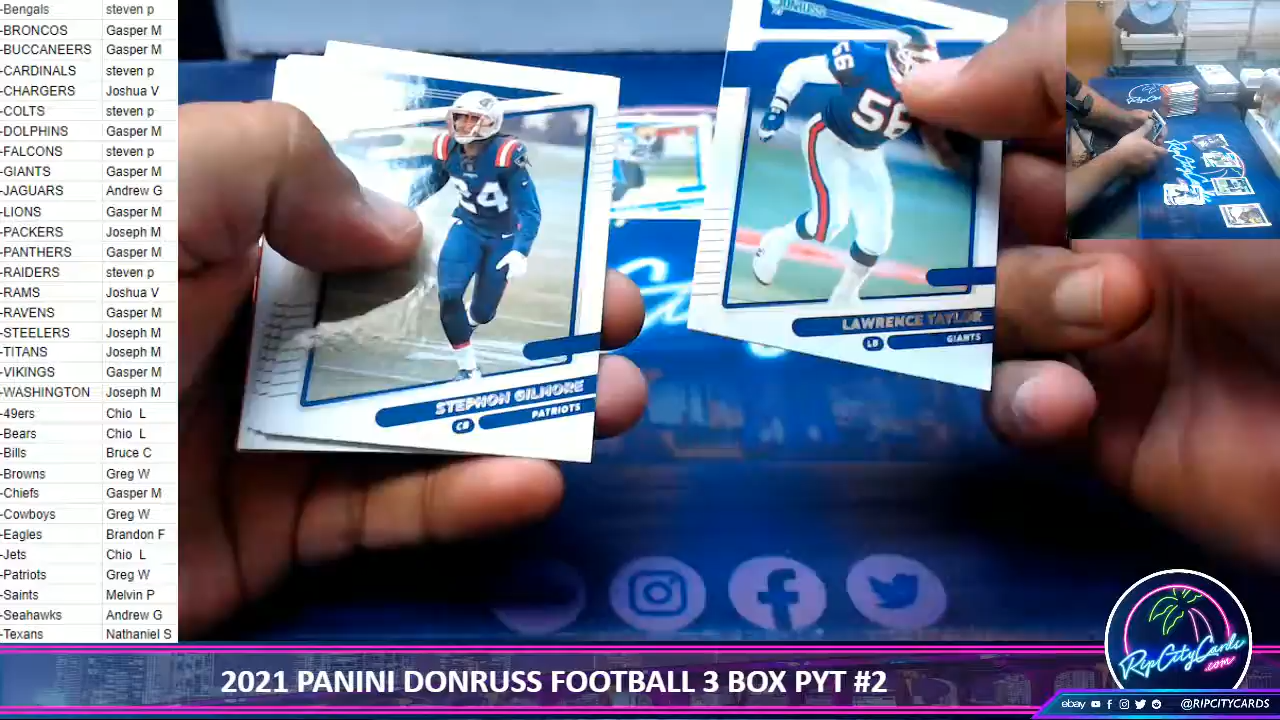 -Bengals steven p
-BRONCOS Gasper M
-BUCCANEERS Gasper M
-CARDINALS steven p
-CHARGERS Joshua V
-COLTS steven p
-DOLPHINS Gasper M
-FALCONS steven p
-GIANTS Gasper M
-JAGUARS Andrew G
-LIONS Gasper M
-PACKERS Joseph M
-PANTHERS Gasper M
-RAIDERS steven p
-RAMS Joshua V
-RAVENS Gasper M
-STEELERS Joseph M
-TITANS Joseph M
-VIKINGS Gasper M
-WASHINGTON Joseph M
-49ers Chio L
-Bears Chio L
-Bills Bruce C
-Browns Greg W
-Chiefs Gasper M
-Cowboys Greg W
-Eagles Brandon F
-Jets Chio L
-Patriots Greg W
-Saints Melvin P
-Seahawks Andrew G
-Texans Nathaniel S
24
STEPHON GILMORE
CB PATRIOTS
DONRUSS
56
56
LAWRENCE TAYLOR
LB GIANTS
RipCityCards
.com
2021 PANINI DONRUSS FOOTBALL 3 BOX PYT #2
ebay @RIPCITYCARDS